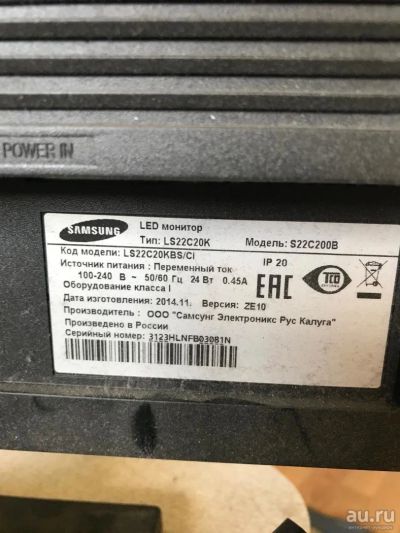 POWER IN
SAMSUNG
LED монитор
Тип: LS22C20K Модель: S22C200B
Код модели: LS22C20KBS/CI IP 20
Источник питания : Переменный ток
100-240 В ~ 50/60 Гц 24 Вт 0.45A
Оборудование класса I
EAC
TCO
Дата изготовления: 2014.11. Версия: ZE10
Производитель: ООО "Самсунг Электроникс Рус Калуга"
Произведено в России
Серийный номер: 3123HLNFB03081N
au.ru